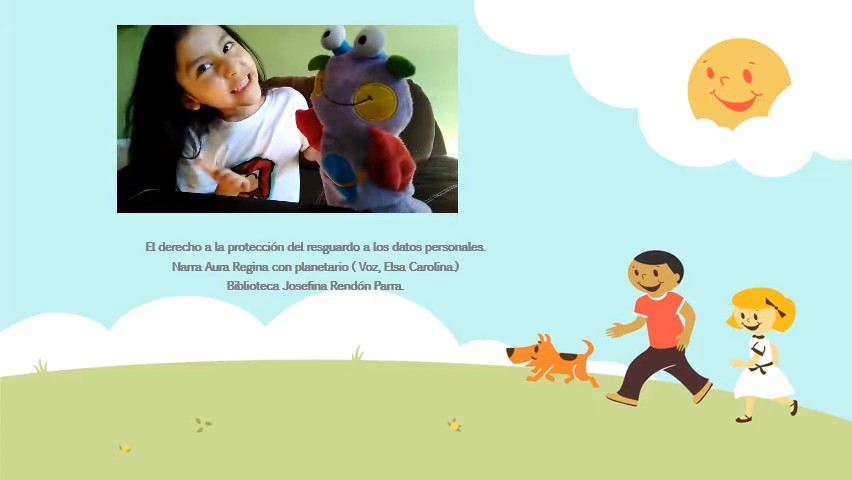 El derecho a la protección del resguardo a los datos personales.
Narra Aura Regina con planetario ( Voz, Elsa Carolina.)
Biblioteca Josefina Rendón Parra.